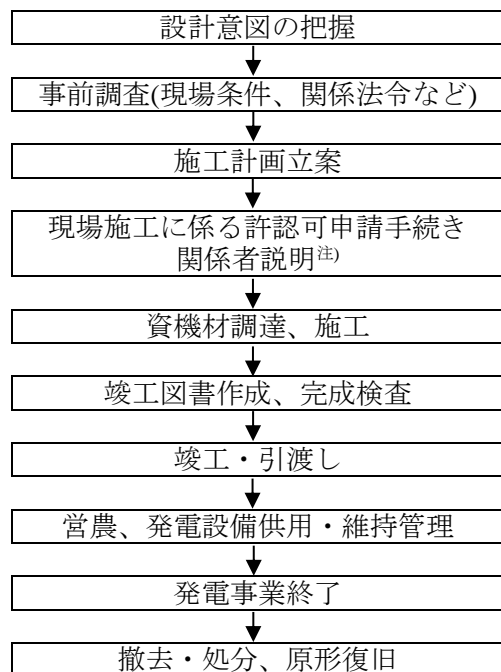 設計意図の把握
事前調査(現場条件、関係法令など)
施工計画立案
現場施工に係る許認可申請手続き
関係者説明注)
資機材調達、施工
竣工図書作成、完成検査
竣工・引渡し
営農、発電設備供用・維持管理
発電事業終了
撤去・処分、原形復旧